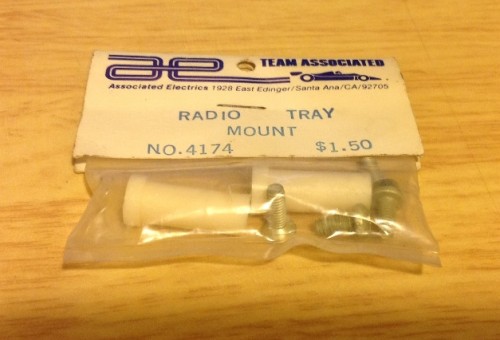 ae TEAM ASSOCIATED
Associated Electrics 1928 East Edinger/Santa Ana/CA/92705
RADIO TRAY
MOUNT
NO.4174 $1.50